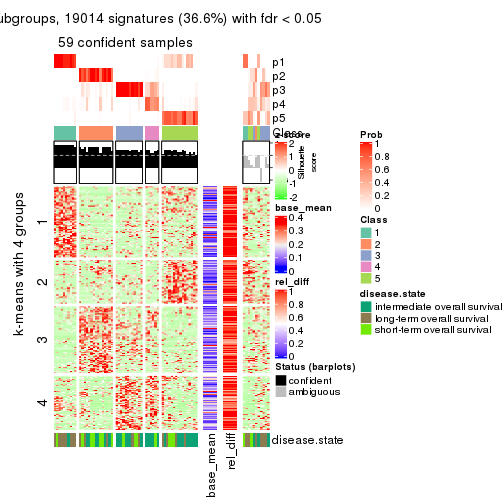 ubgroups, 19014 signatures (36.6%) with fdr < 0.05
59 confident samples
p1
p2
p3
p4
p5
Class
Silhouette
score
k-means with 4 groups
1
2
3
4
base_mean
rel_diff
disease.state
z-score
2
1
0
-1
-2
base_mean
0.4
0.3
0.2
0.1
0
rel_diff
1
0.8
0.6
0.4
0.2
0
Status (barplots)
confident
ambiguous
Prob
1
0.8
0.6
0.4
0.2
0
Class
1
2
3
4
5
disease.state
intermediate overall survival
long-term overall survival
short-term overall survival